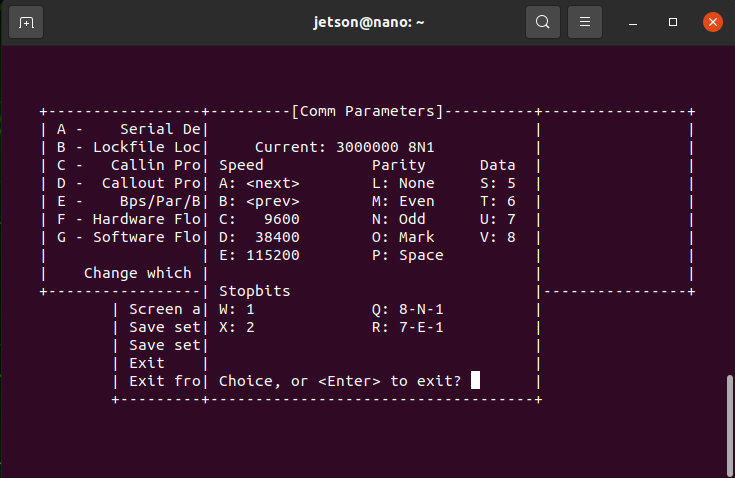 jetson@nano: ~
+-----------------+---------[Comm Parameters]----------+----------------+
| A -    Serial De|                                    |                |
| B - Lockfile Loc|     Current: 3000000 8N1           |                |
| C -   Callin Pro| Speed            Parity      Data  |                |
| D -  Callout Pro| A: <next>        L: None     S: 5  |                |
| E -    Bps/Par/B| B: <prev>        M: Even     T: 6  |                |
| F - Hardware Flo| C:   9600        N: Odd      U: 7  |                |
| G - Software Flo| D:  38400        O: Mark     V: 8  |                |
|                 | E: 115200        P: Space          |                |
|    Change which |                                    |                |
+-----------------| Stopbits                           |----------------+
        | Screen a| W: 1             Q: 8-N-1          |
        | Save set| X: 2             R: 7-E-1          |
        | Save set|                                    |
        | Exit    |                                    |
        | Exit fro| Choice, or <Enter> to exit?        |
        +---------+------------------------------------+